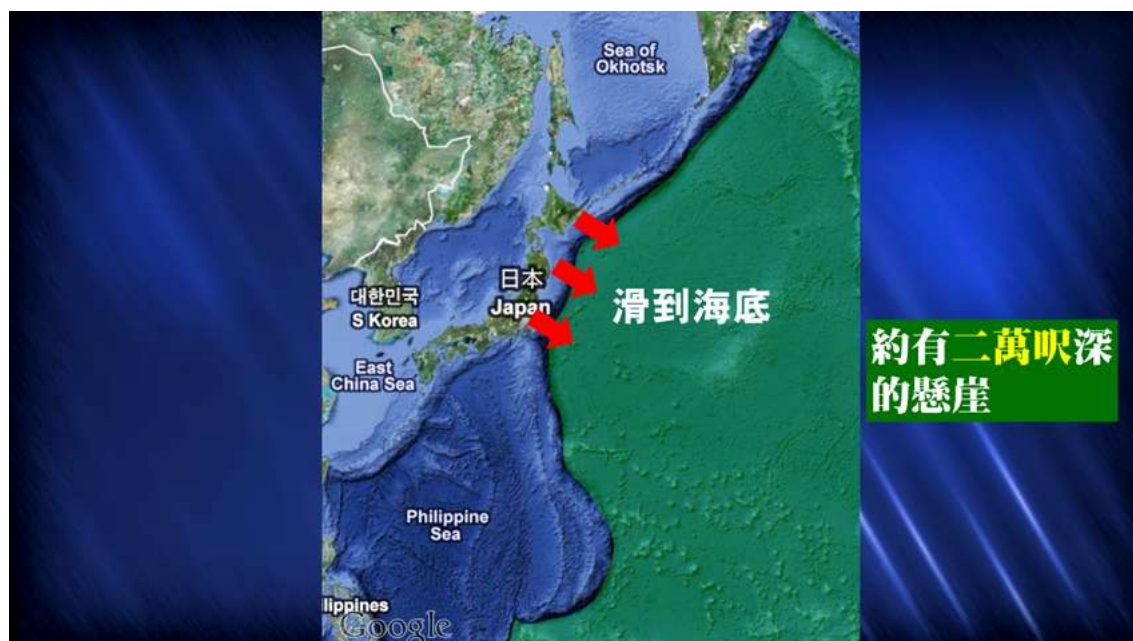 Sea of
Okhotsk
日本
Japan
대한민국
S Korea
滑到海底
約有二萬呎深
的懸崖
East
China Sea
Philippine
Sea
ilippines
Google